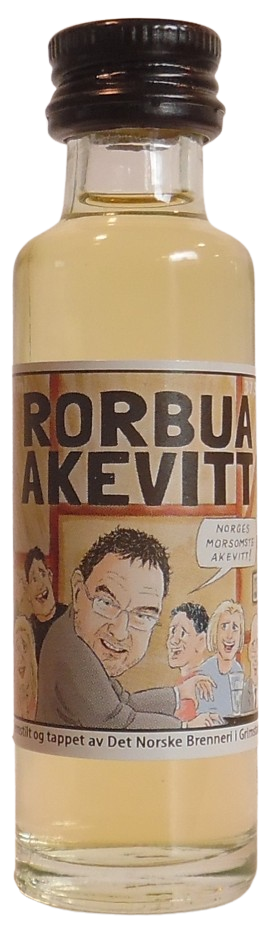 RORBUA
AKEVITT
NORGES
MORSOMSTE
AKEVITT!
og tappet av Det Norske Brenneri i